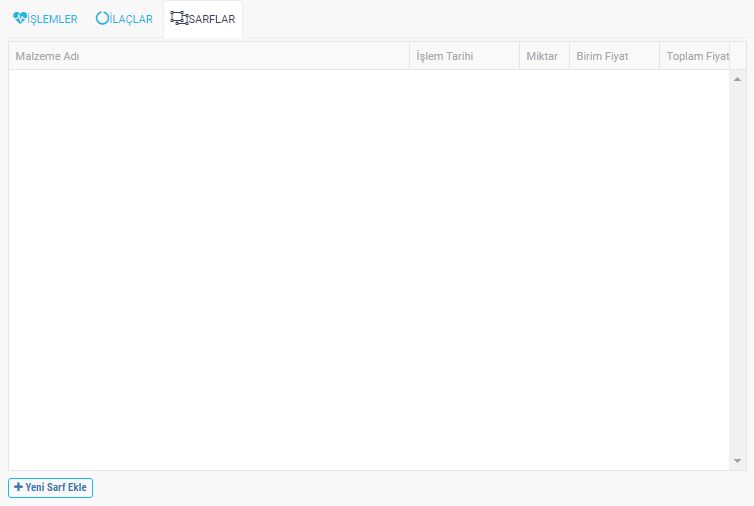 İŞLEMLER İLAÇLAR SARFLAR
Malzeme Adı İşlem Tarihi Miktar Birim Fiyat Toplam Fiyat
Yeni Sarf Ekle